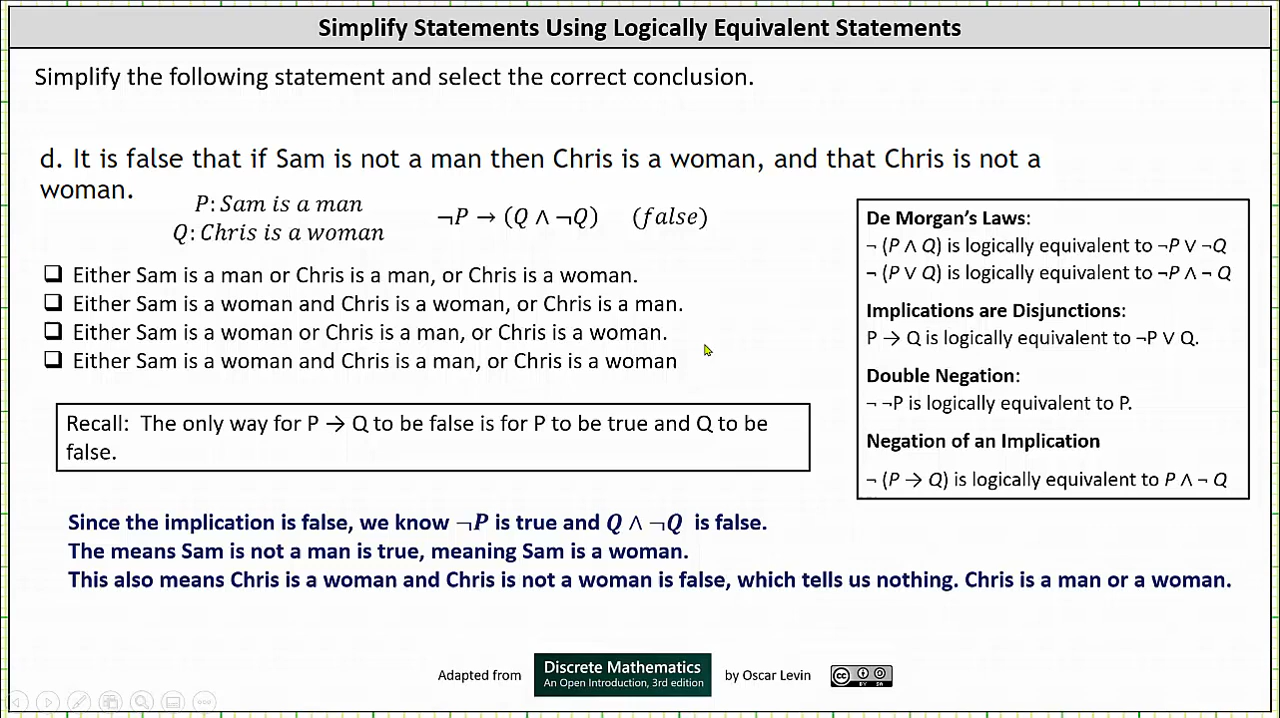 Simplify Statements Using Logically Equivalent Statements
Simplify the following statement and select the correct conclusion.
d. It is false that if Sam is not a man then Chris is a woman, and that Chris is not a
woman.
P: Sam is a man
Q: Chris is a woman
¬P → (Q ∧ ¬Q) (false)
❑ Either Sam is a man or Chris is a man, or Chris is a woman.
❑ Either Sam is a woman and Chris is a woman, or Chris is a man.
❑ Either Sam is a woman or Chris is a man, or Chris is a woman.
❑ Either Sam is a woman and Chris is a man, or Chris is a woman
De Morgan's Laws:
¬ (P ∧ Q) is logically equivalent to ¬P ∨ ¬Q
¬ (P ∨ Q) is logically equivalent to ¬P ∧ ¬ Q
Implications are Disjunctions:
P → Q is logically equivalent to ¬P ∨ Q.
Double Negation:
¬ ¬P is logically equivalent to P.
Negation of an Implication
¬ (P → Q) is logically equivalent to P ∧ ¬ Q
Recall: The only way for P → Q to be false is for P to be true and Q to be
false.
Since the implication is false, we know ¬P is true and Q ∧ ¬Q is false.
The means Sam is not a man is true, meaning Sam is a woman.
This also means Chris is a woman and Chris is not a woman is false, which tells us nothing. Chris is a man or a woman.
Adapted from
Discrete Mathematics
An Open Introduction, 3rd edition
by Oscar Levin
cc BY SA